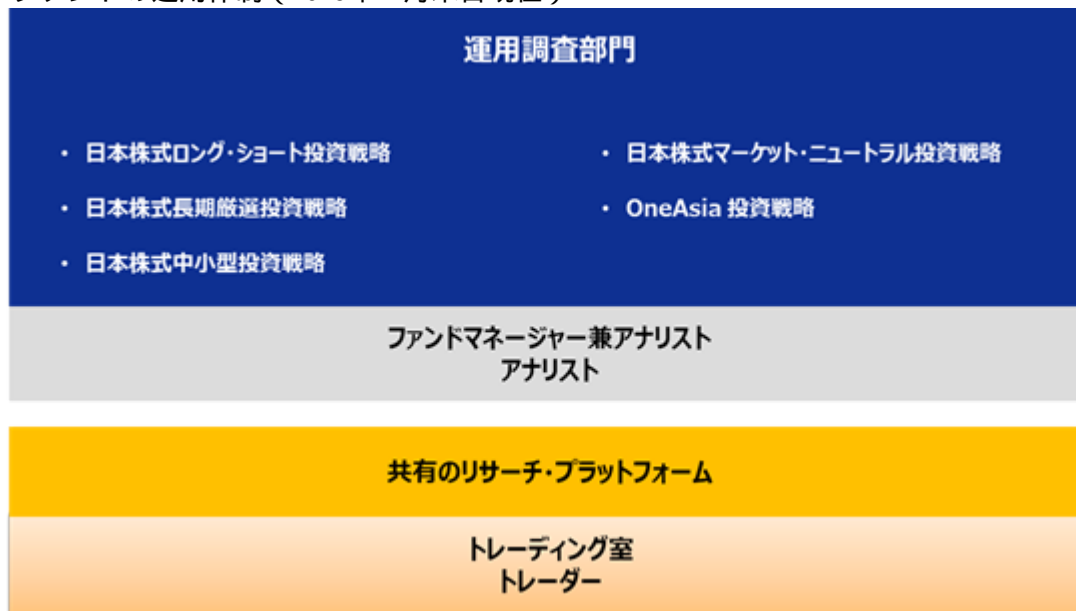 運用調査部門
・ 日本株式ロング・ショート投資戦略
・ 日本株式マーケット・ニュートラル投資戦略
・ 日本株式長期厳選投資戦略
・ OneAsia 投資戦略
・ 日本株式中小型投資戦略
ファンドマネージャー兼アナリスト
アナリスト
共有のリサーチ・プラットフォーム
トレーディング室
トレーダー